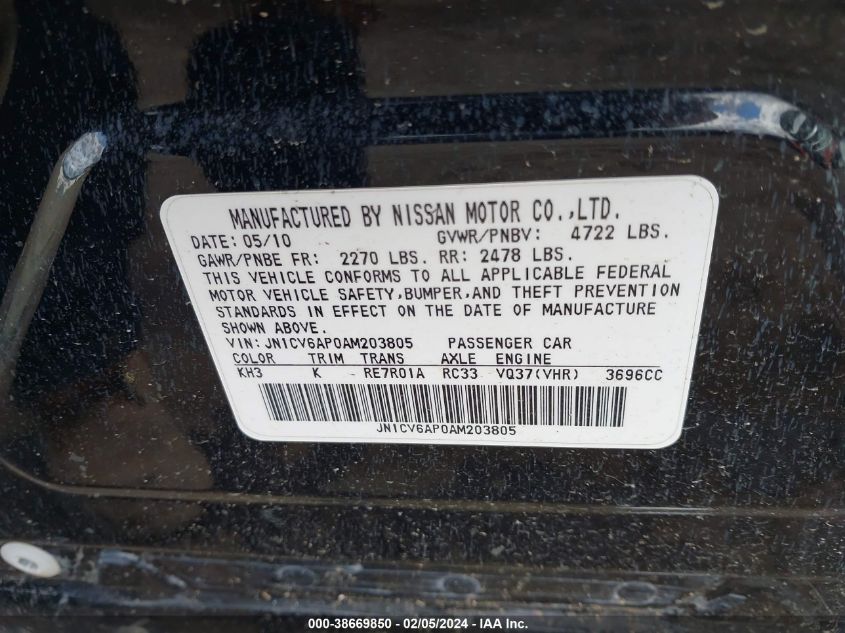 MANUFACTURED BY NISSAN MOTOR CO.,LTD.
DATE: 05/10 GVWR/PNBV: 4722 LBS.
GAWR/PNBE FR: 2270 LBS. RR: 2478 LBS.
THIS VEHICLE CONFORMS TO ALL APPLICABLE FEDERAL
MOTOR VEHICLE SAFETY,BUMPER,AND THEFT PREVENTION
STANDARDS IN EFFECT ON THE DATE OF MANUFACTURE
SHOWN ABOVE.
VIN: JN1CV6AP0AM203805 PASSENGER CAR
COLOR TRIM TRANS AXLE ENGINE
KH3 K RE7R01A RC33 VQ37(VHR) 3696CC
JN1CV6AP0AM203805
000-38669850 - 02/05/2024 - IAA Inc.